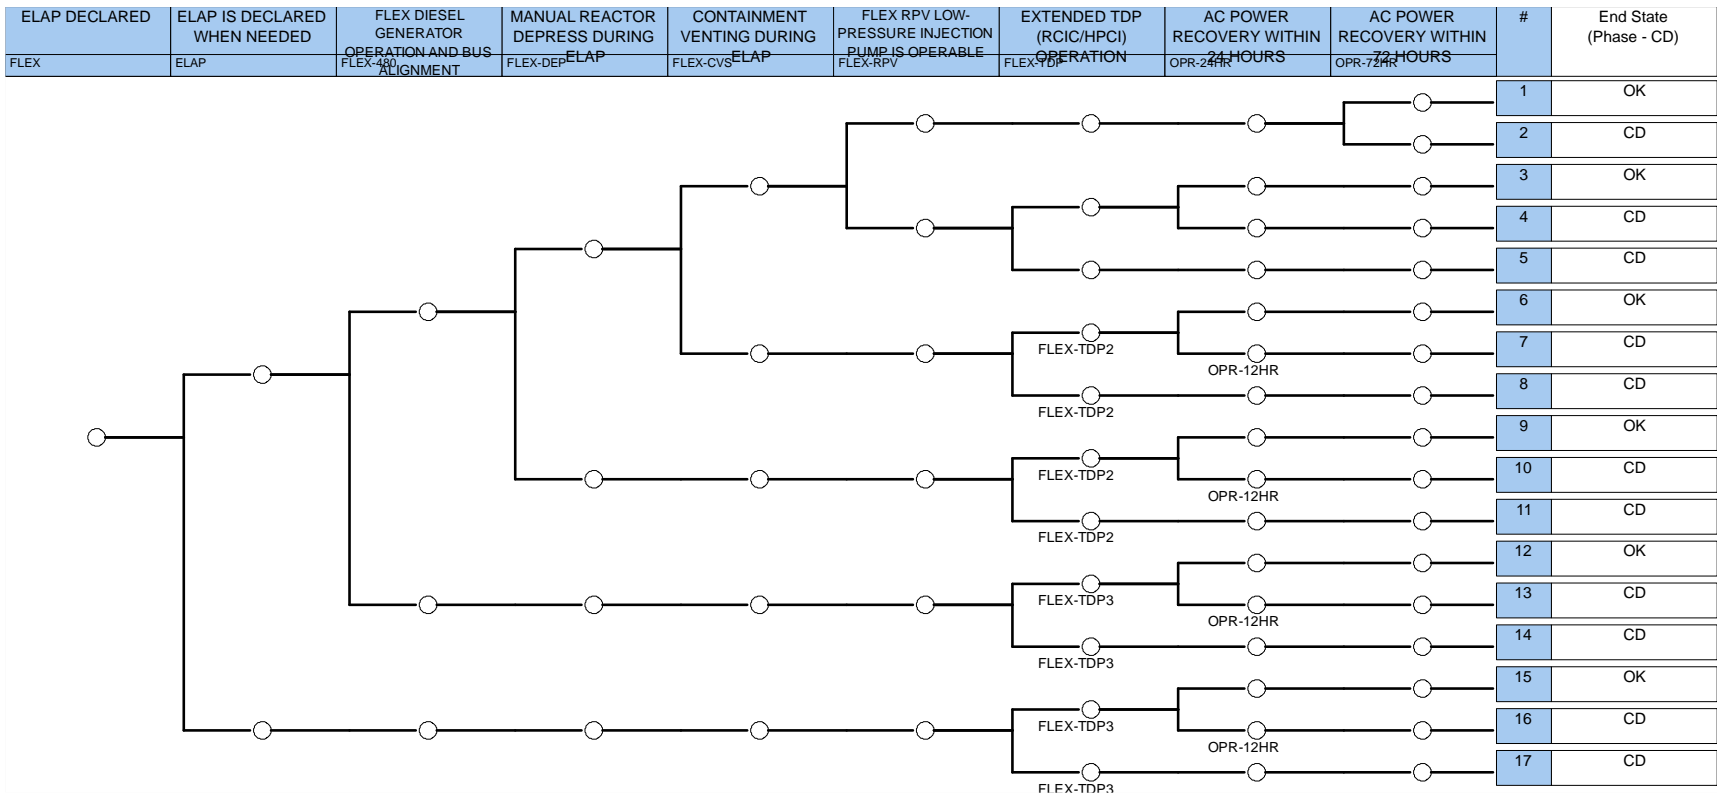 ELAP DECLARED
FLEX
ELAP IS DECLARED
WHEN NEEDED
ELAP
FLEX DIESEL
GENERATOR
OPERATION AND BUS
ALIGNMENT
FLEX-480
MANUAL REACTOR
DEPRESS DURING
ELAP
FLEX-DEP
CONTAINMENT
VENTING DURING
ELAP
FLEX-CVS
FLEX RPV LOW-
PRESSURE INJECTION
PUMP IS OPERABLE
FLEX-RPV
EXTENDED TDP
(RCIC/HPCI)
OPERATION
FLEX-TDP
AC POWER
RECOVERY WITHIN
24 HOURS
OPR-24HR
AC POWER
RECOVERY WITHIN
72 HOURS
OPR-72HR
#
End State
(Phase - CD)
1 OK
2 CD
3 OK
4 CD
5 CD
6 OK
FLEX-TDP2
7 CD
OPR-12HR
8 CD
FLEX-TDP2
9 OK
FLEX-TDP2
10 CD
OPR-12HR
11 CD
FLEX-TDP2
12 OK
FLEX-TDP3
13 CD
OPR-12HR
14 CD
FLEX-TDP3
15 OK
FLEX-TDP3
16 CD
OPR-12HR
17 CD
FLEX-TDP3